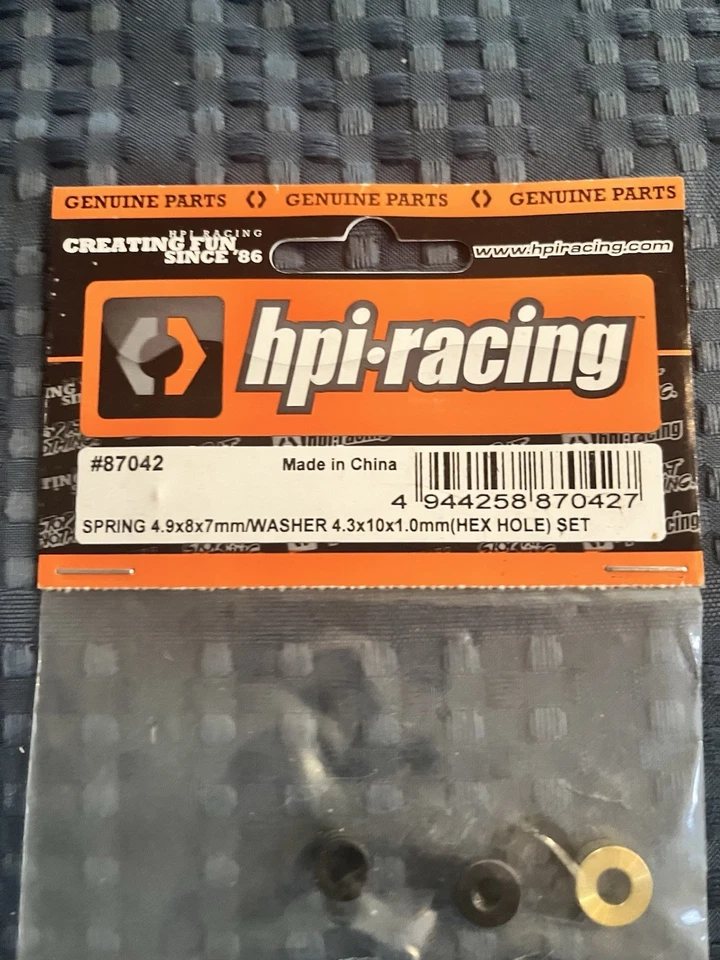 GENUINE PARTS GENUINE PARTS GENUINE PARTS
HPI RACING
CREATING FUN
SINCE '86
www.hpiracing.com
hpi·racing™
#87042 Made in China
4 944258 870427
SPRING 4.9x8x7mm/WASHER 4.3x10x1.0mm(HEX HOLE) SET